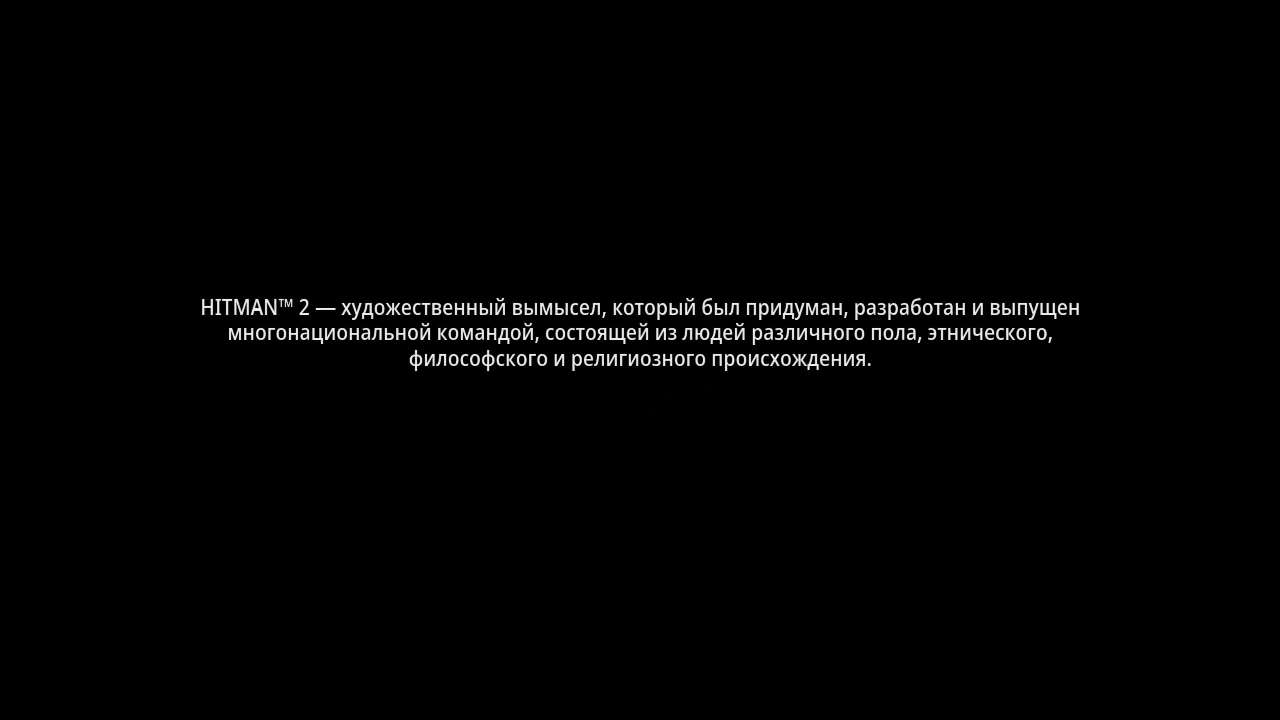 HITMAN™ 2 — художественный вымысел, который был придуман, разработан и выпущен
многонациональной командой, состоящей из людей различного пола, этнического,
философского и религиозного происхождения.